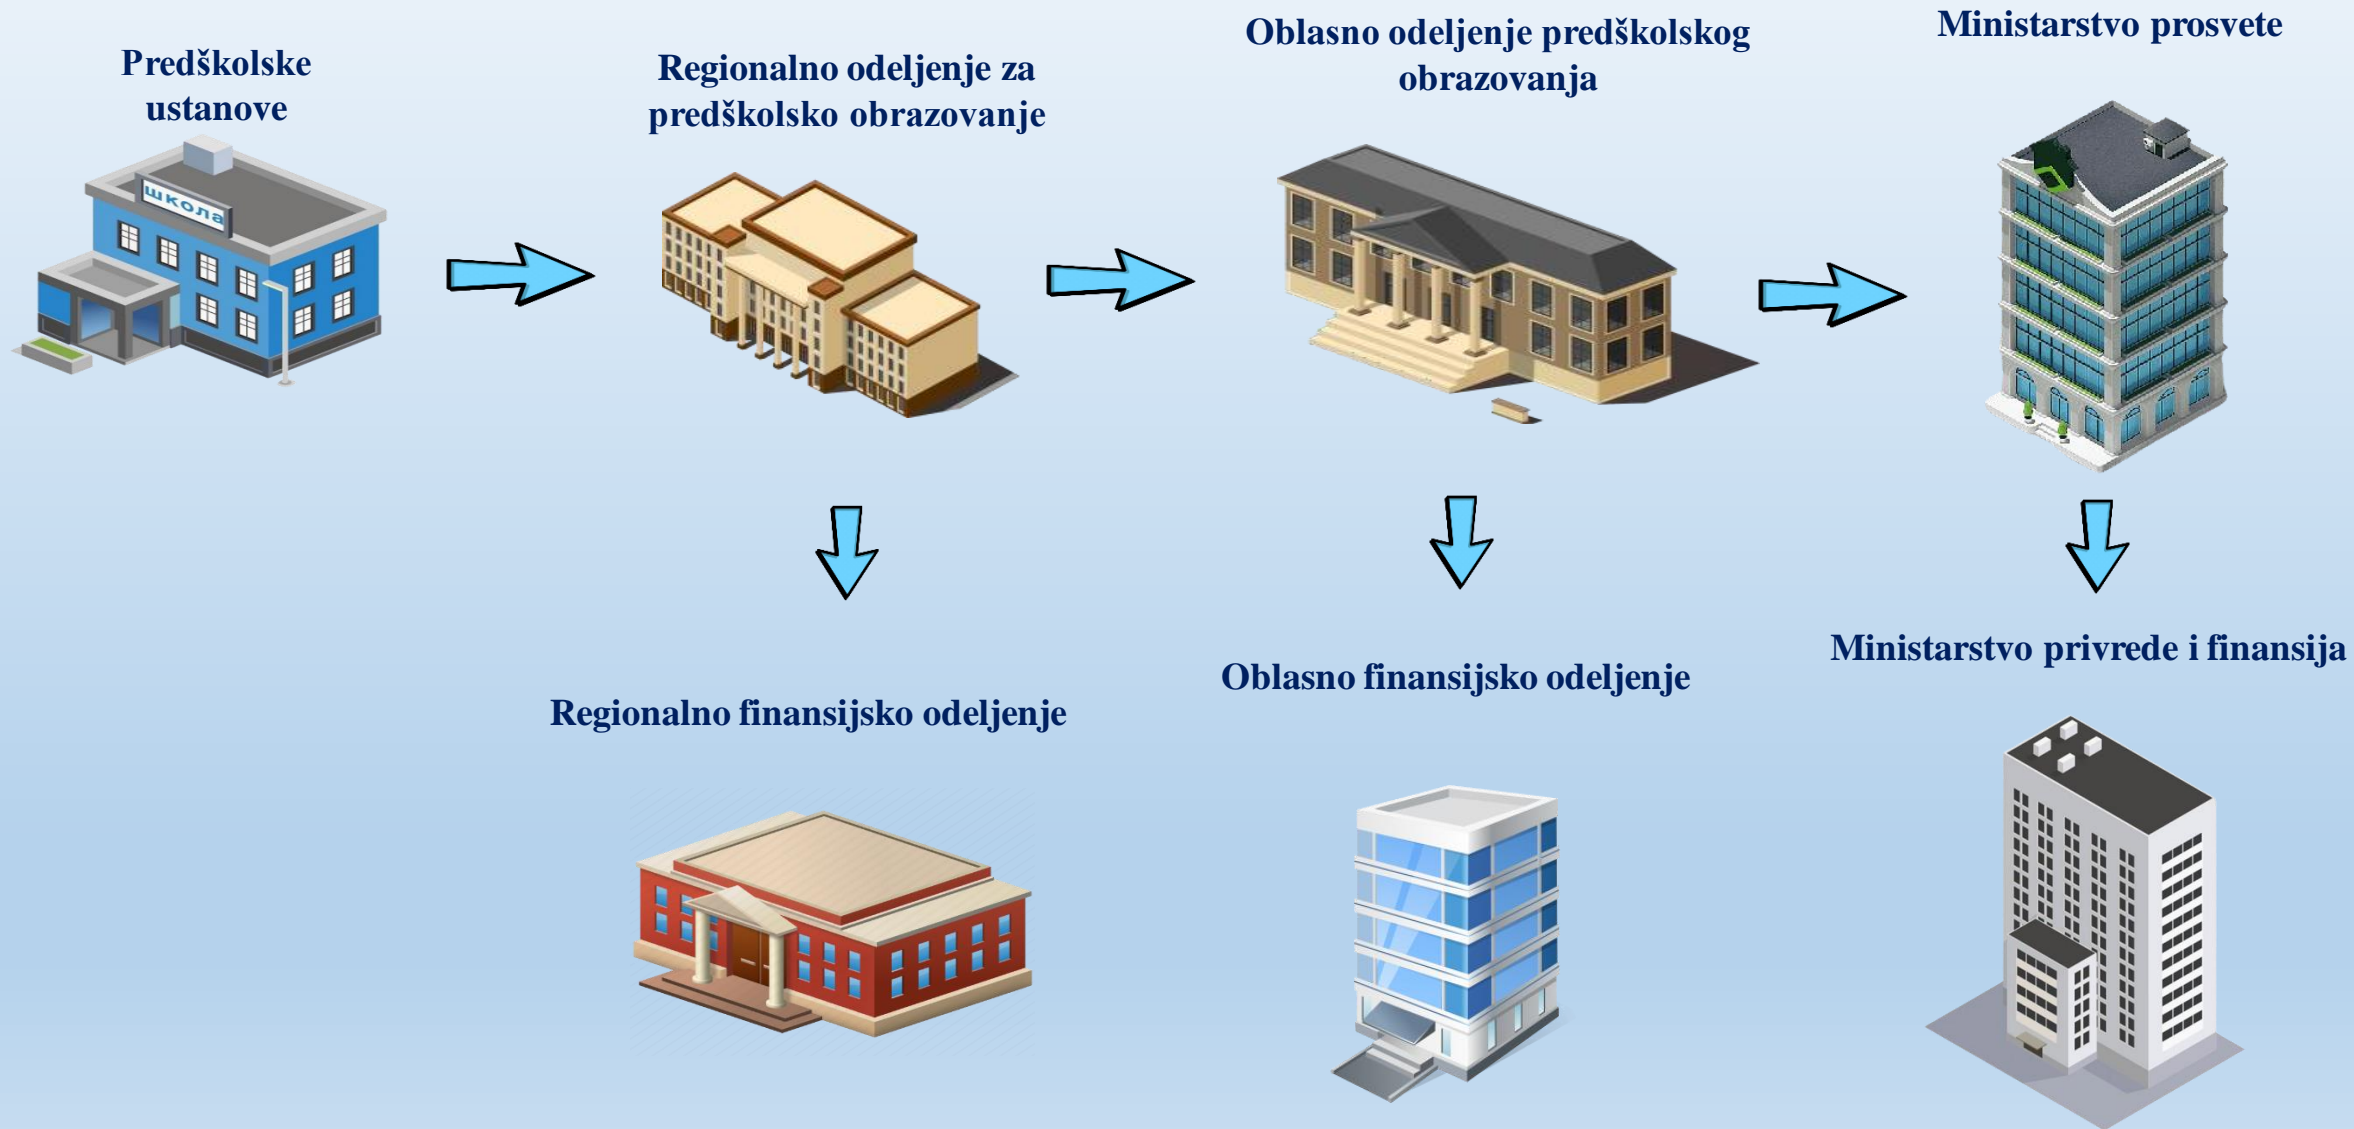 Predškolske
ustanove
Regionalno odeljenje za
predškolsko obrazovanje
Oblasno odeljenje predškolskog
obrazovanja
Ministarstvo prosvete
школа
Regionalno finansijsko odeljenje
Oblasno finansijsko odeljenje
Ministarstvo privrede i finansija